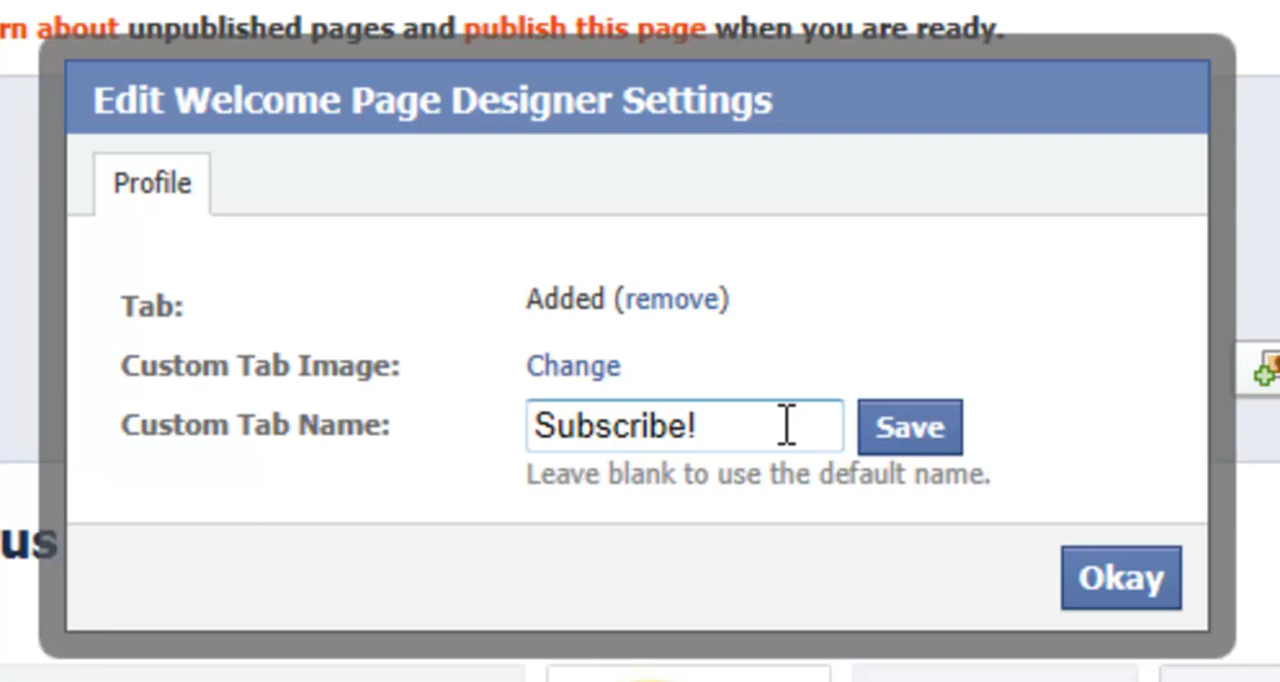 rn about unpublished pages and publish this page when you are ready.
Edit Welcome Page Designer Settings
Profile
Tab: Added (remove)
Custom Tab Image: Change
Custom Tab Name: Subscribe! Save
Leave blank to use the default name.
us
Okay